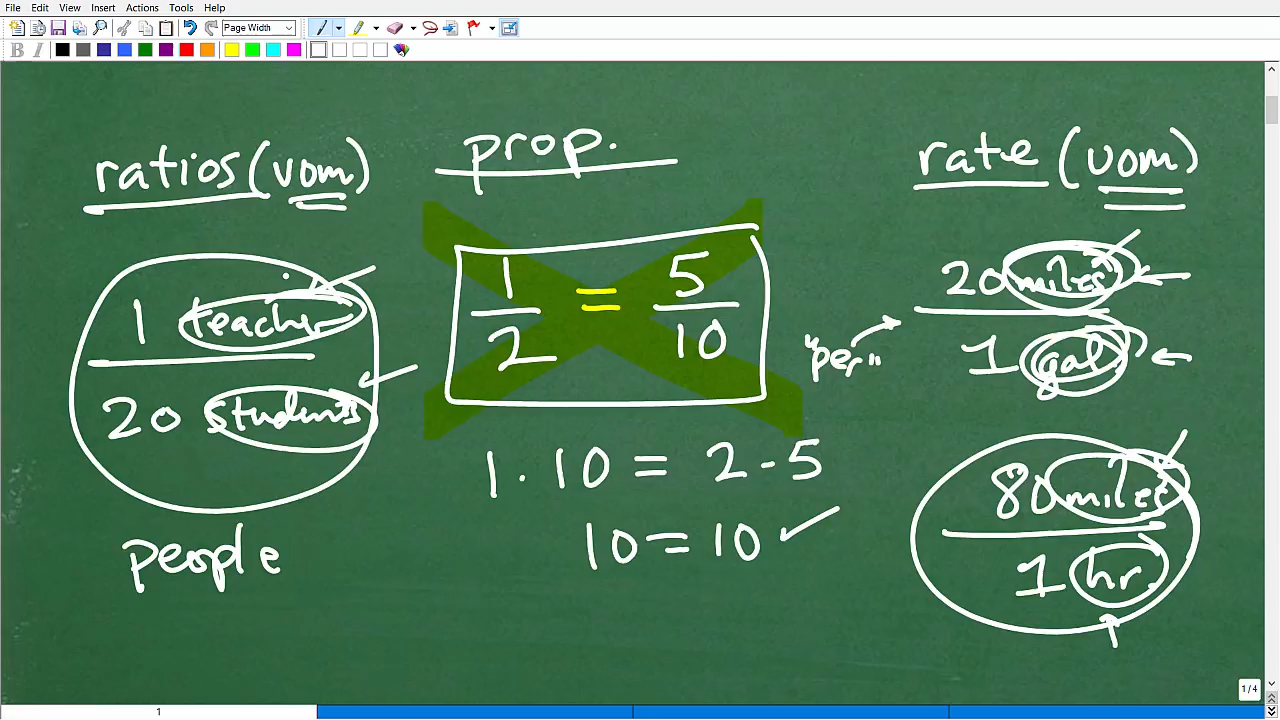 File Edit View Insert Actions Tools Help
Page Width
B I
ratios (uom)
1 teacher
20 students
people
prop.
1/2 = 5/10
1 · 10 = 2 - 5
10 = 10 ✓
rate (uom)
"per"
20 miles
1 gal
80 miles
1 hr
1/4
1